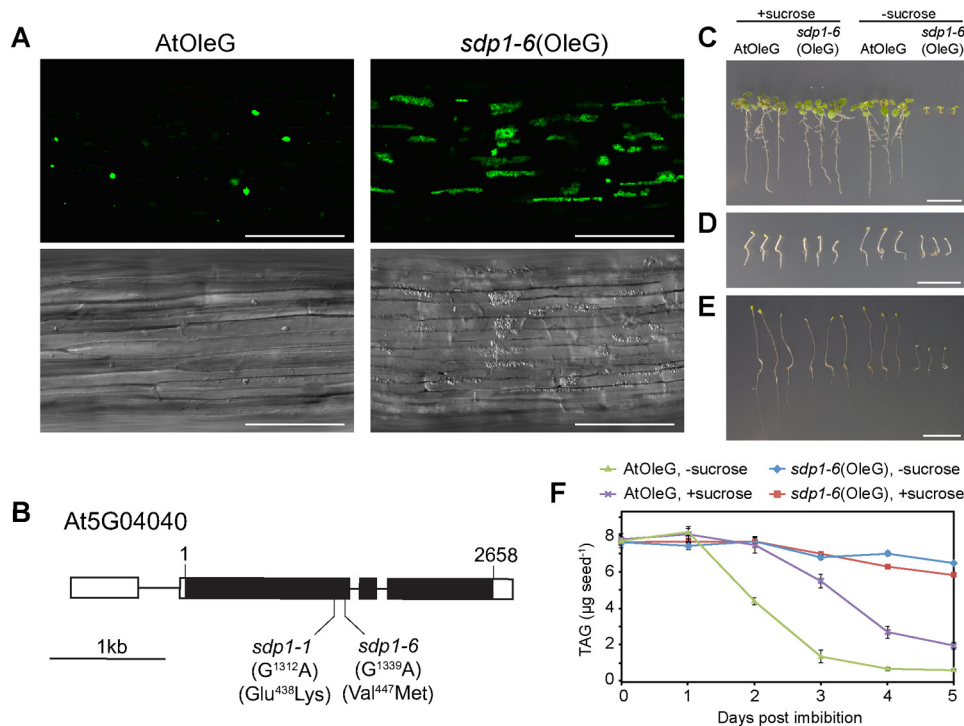 A
AtOleG
sdp1-6(OleG)
B
At5G04040
1
2658
1kb
sdp1-1
(G¹³¹²A)
(Glu⁴³⁸Lys)
sdp1-6
(G¹³³⁹A)
(Val⁴⁴⁷Met)
+sucrose
-sucrose
C
AtOleG
sdp1-6
(OleG)
AtOleG
sdp1-6
(OleG)
D
E
AtOleG, -sucrose
sdp1-6(OleG), -sucrose
F
AtOleG, +sucrose
sdp1-6(OleG), +sucrose
TAG (µg seed⁻¹)
8
6
4
2
0
0 1 2 3 4 5
Days post imbibition